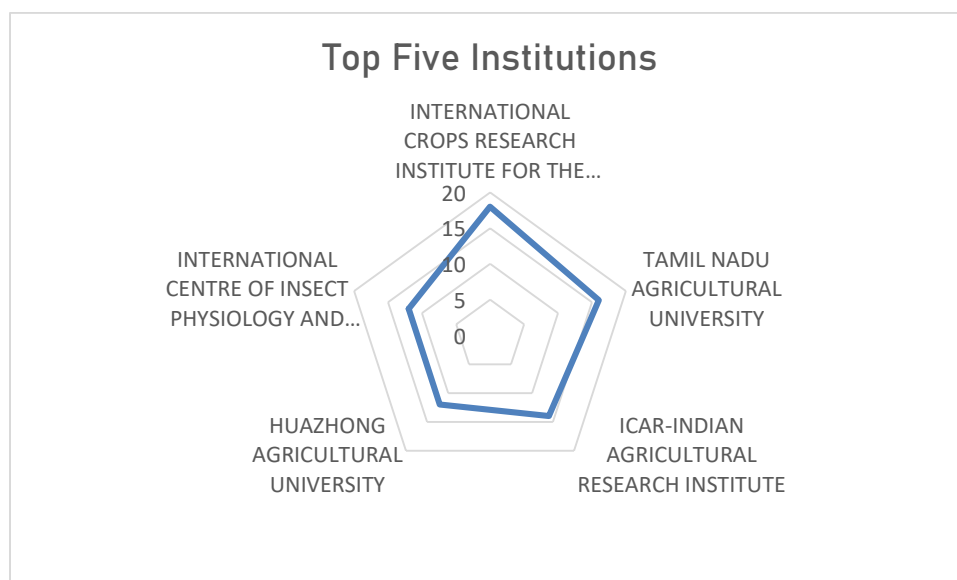 Top Five Institutions
INTERNATIONAL
CROPS RESEARCH
INSTITUTE FOR THE...
20
15
10
5
0
TAMIL NADU
AGRICULTURAL
UNIVERSITY
ICAR-INDIAN
AGRICULTURAL
RESEARCH INSTITUTE
HUAZHONG
AGRICULTURAL
UNIVERSITY
INTERNATIONAL
CENTRE OF INSECT
PHYSIOLOGY AND...